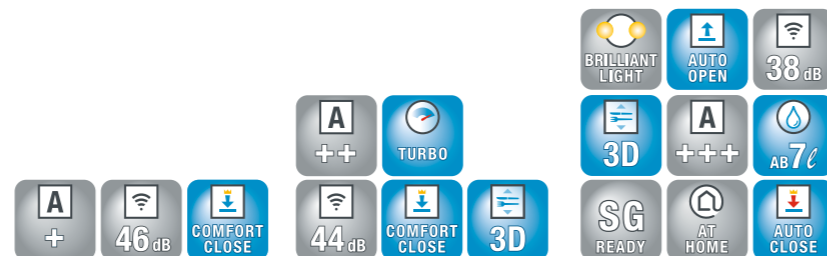 BRILLIANT
LIGHT
AUTO
OPEN
38 dB
A
++
TURBO
3D
A
+++
AB 7ℓ
A
+
46 dB
COMFORT
CLOSE
44 dB
COMFORT
CLOSE
3D
SG
READY
AT
HOME
AUTO
CLOSE